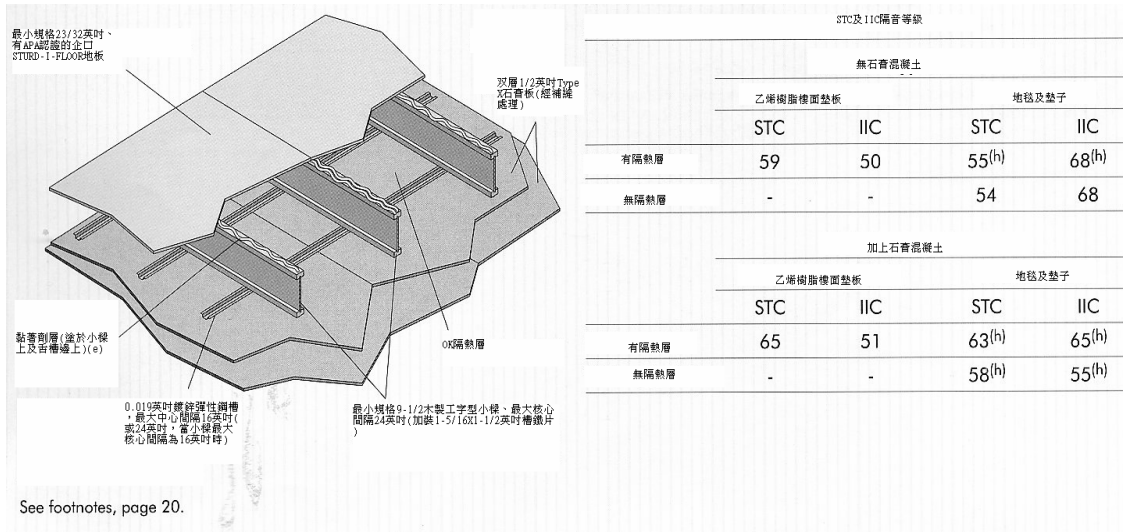 最小規格23/32英吋、
有APA認證的企口
STURD-I-FLOOR地板
双層1/2英吋Type
X石膏板(經補縫
處理)
黏著劑層(塗於小樑
上及舌槽邊上)(e)
OK隔熱層
0.019英吋鍍鋅彈性鋼槽
，最大中心間隔16英吋(
或24英吋，當小樑最大
核心間隔為16英吋時)
最小規格9-1/2木製工字型小樑、最大核心
間隔24英吋(加裝1-5/16X1-1/2英吋槽鐵片
)
See footnotes, page 20.
STC及IIC隔音等級
無石膏混凝土
乙烯樹脂樓面墊板 地毯及墊子
STC IIC STC IIC
有隔熱層 59 50 55(h) 68(h)
無隔熱層 - - 54 68
加上石膏混凝土
乙烯樹脂樓面墊板 地毯及墊子
STC IIC STC IIC
有隔熱層 65 51 63(h) 65(h)
無隔熱層 - - 58(h) 55(h)